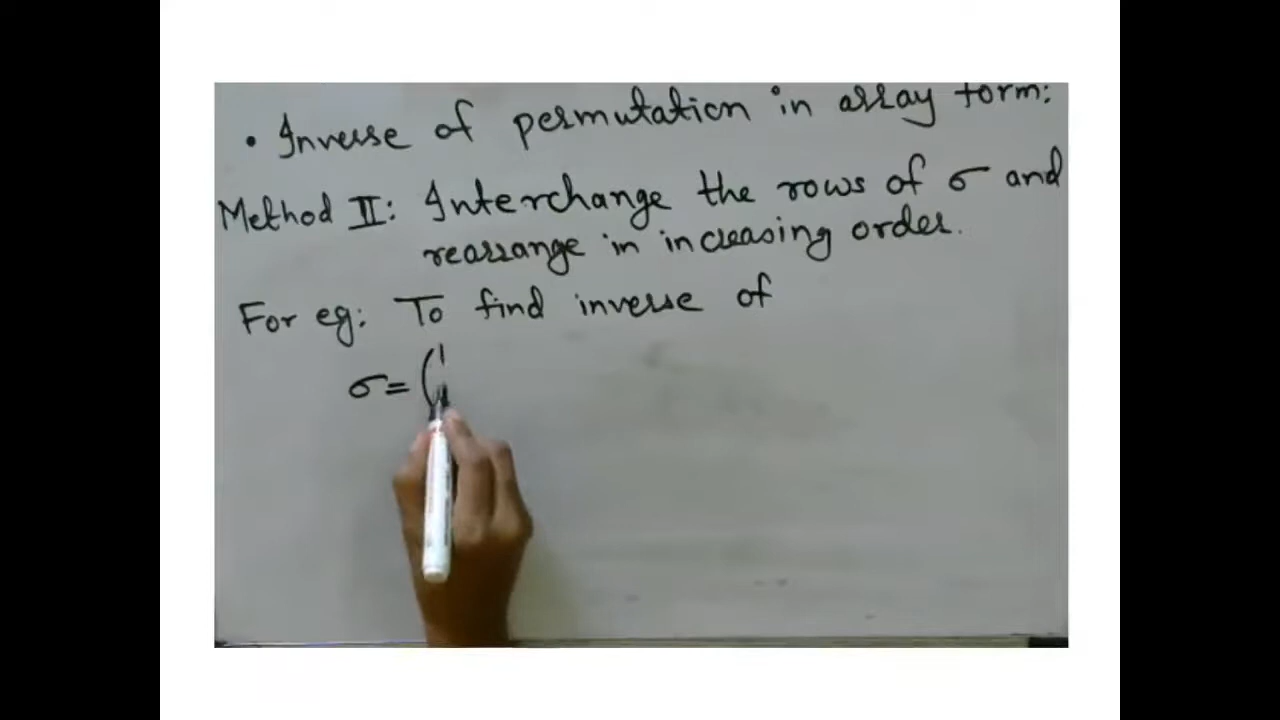 • Inverse of permutation in array form:
Method II: Interchange the rows of σ and
rearrange in increasing order.
For eg: To find inverse of
σ = ( 1